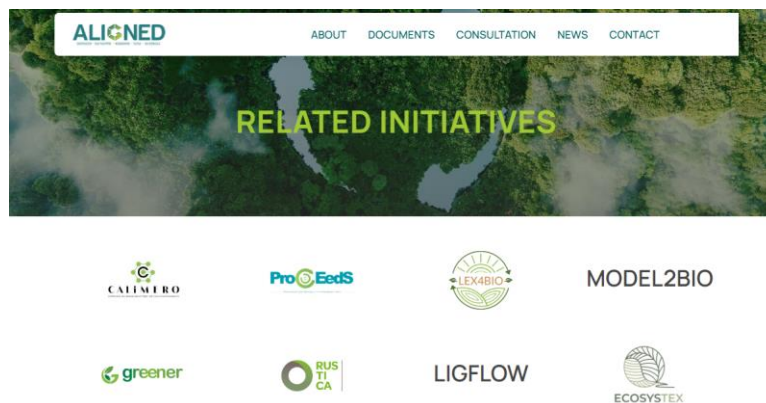 ALIGNED
ABOUT DOCUMENTS CONSULTATION NEWS CONTACT
RELATED INITIATIVES
CALIMERO
ProCEedS
LEX4BIO
MODEL2BIO
greener
RUS
TI
CA
LIGFLOW
ECOSYSTEX